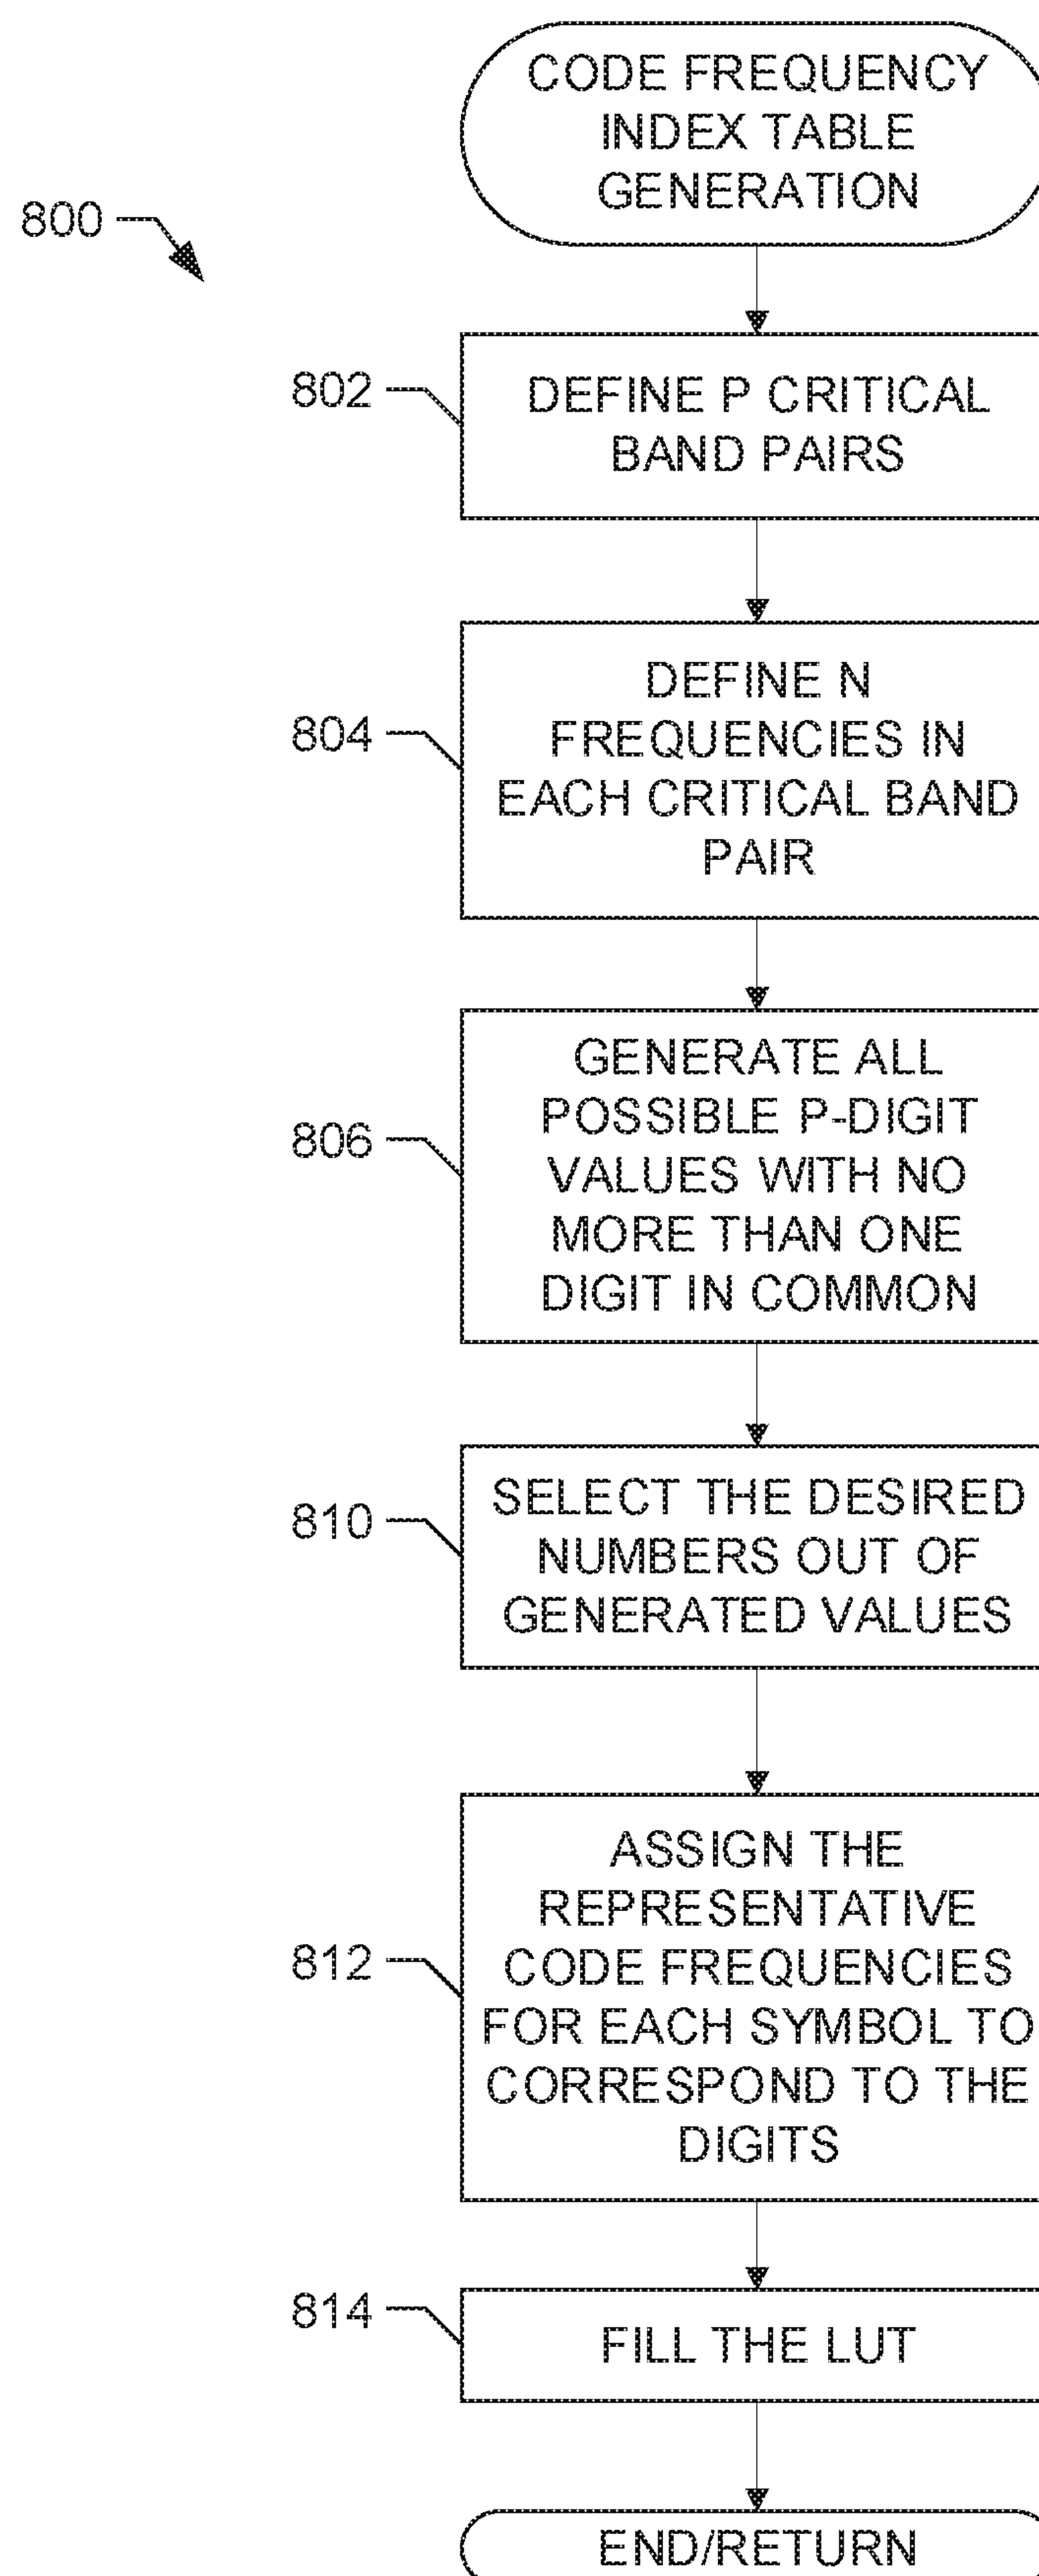 CODE FREQUENCY
INDEX TABLE
GENERATION
800
802
DEFINE P CRITICAL
BAND PAIRS
804
DEFINE N
FREQUENCIES IN
EACH CRITICAL BAND
PAIR
806
GENERATE ALL
POSSIBLE P-DIGIT
VALUES WITH NO
MORE THAN ONE
DIGIT IN COMMON
810
SELECT THE DESIRED
NUMBERS OUT OF
GENERATED VALUES
812
ASSIGN THE
REPRESENTATIVE
CODE FREQUENCIES
FOR EACH SYMBOL TO
CORRESPOND TO THE
DIGITS
814
FILL THE LUT
END/RETURN